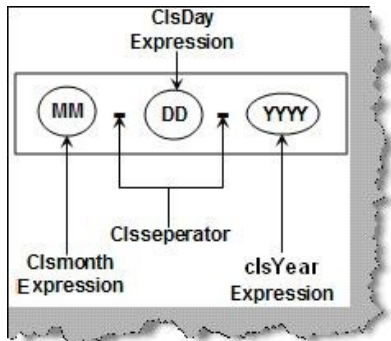 ClsDay
Expression
MM - DD - YYYY
Clsseperator
Clsmonth
Expression
clsYear
Expression